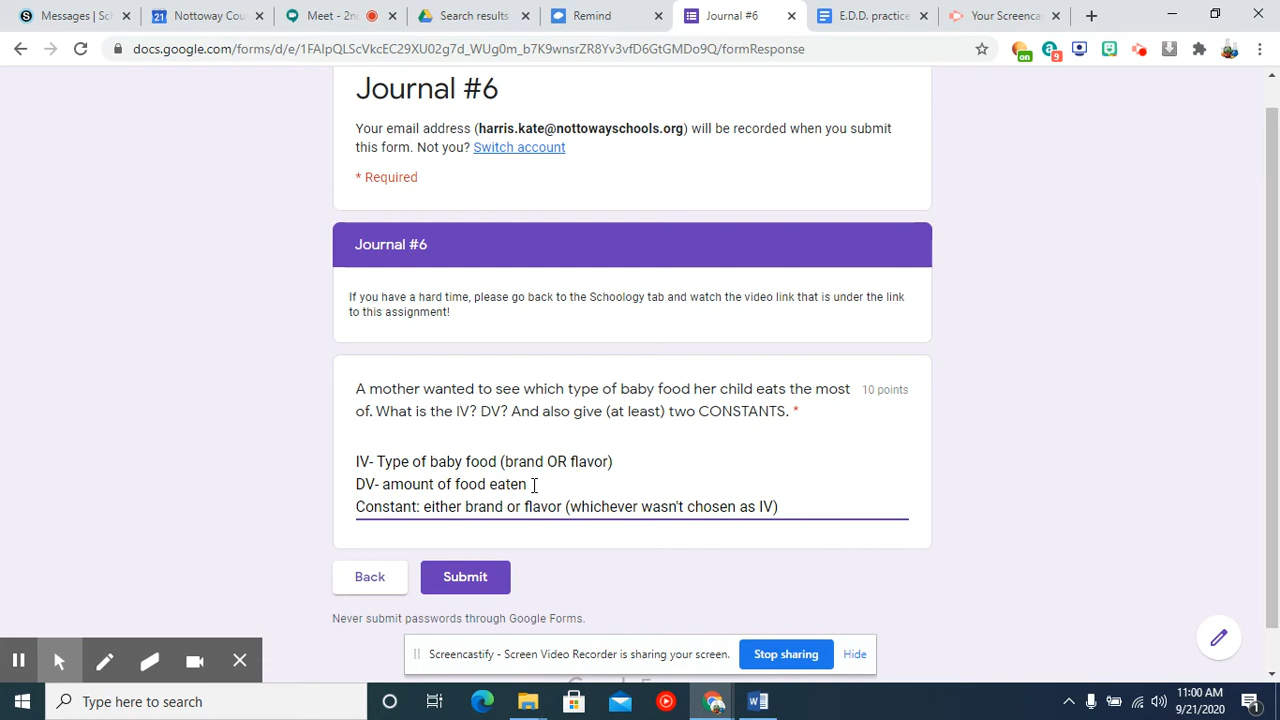 Messages | Sch
Nottoway Cou
Meet - 2nd
Search results
Remind
Journal #6
E.D.D. practice
Your Screencas
docs.google.com/forms/d/e/1FAIpQLScVkcEC29XU02g7d_WUg0m_b7K9wnsrZR8Yv3vfD6GtGMDo9Q/formResponse
Journal #6
Your email address (harris.kate@nottowayschools.org) will be recorded when you submit
this form. Not you? Switch account
* Required
Journal #6
If you have a hard time, please go back to the Schoology tab and watch the video link that is under the link
to this assignment!
A mother wanted to see which type of baby food her child eats the most 10 points
of. What is the IV? DV? And also give (at least) two CONSTANTS. *
IV- Type of baby food (brand OR flavor)
DV- amount of food eaten
Constant: either brand or flavor (whichever wasn't chosen as IV)
Back
Submit
Never submit passwords through Google Forms.
Screencastify - Screen Video Recorder is sharing your screen.
Stop sharing
Hide
Type here to search
11:00 AM
9/21/2020